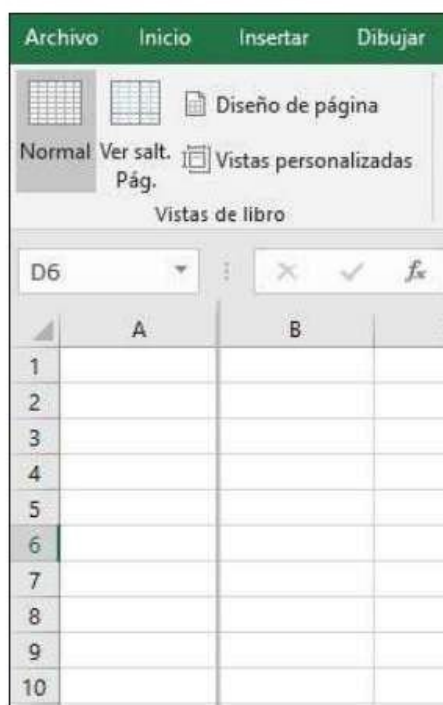 Archivo Inicio Insertar Dibujar
Diseño de página
Normal Ver salt. Pág.
Vistas personalizadas
Vistas de libro
D6 fx
A B
1
2
3
4
5
6
7
8
9
10